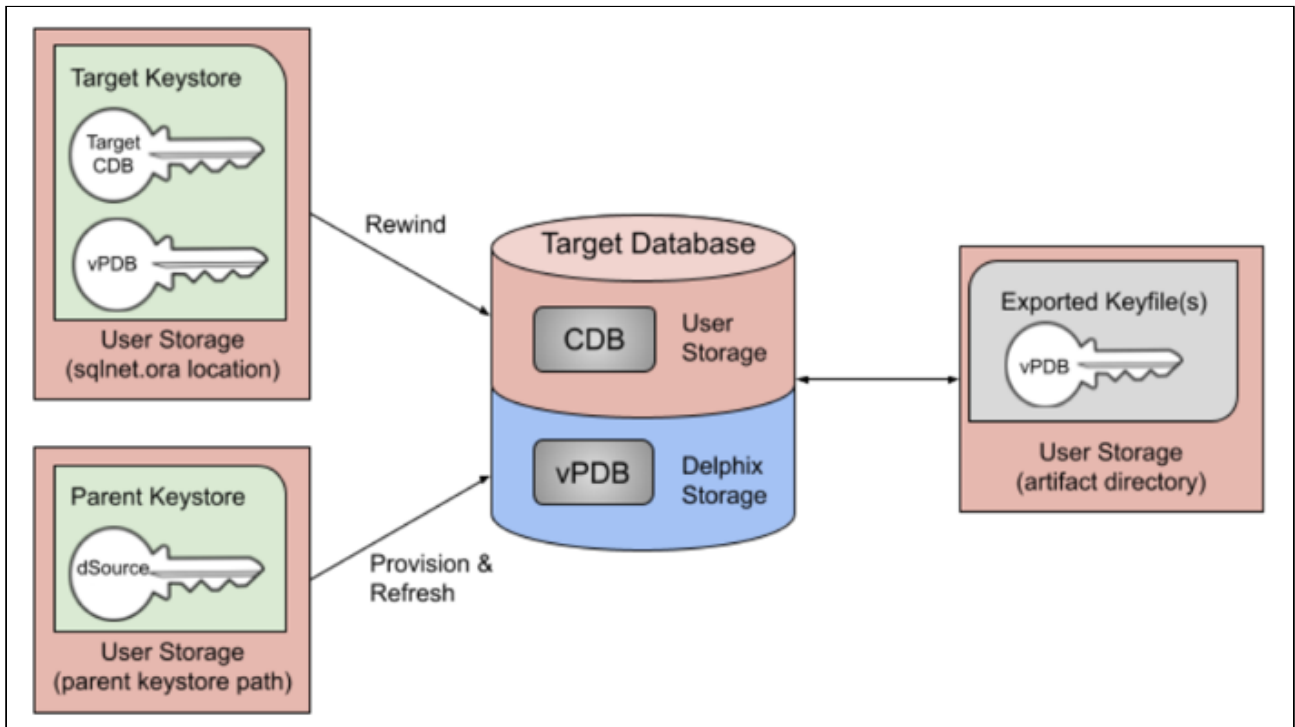 Target Keystore
Target
CDB
vPDB
User Storage
(sqlnet.ora location)
Rewind
Parent Keystore
dSource
User Storage
(parent keystore path)
Provision &
Refresh
Target Database
CDB
User
Storage
vPDB
Delphix
Storage
Exported Keyfile(s)
vPDB
User Storage
(artifact directory)